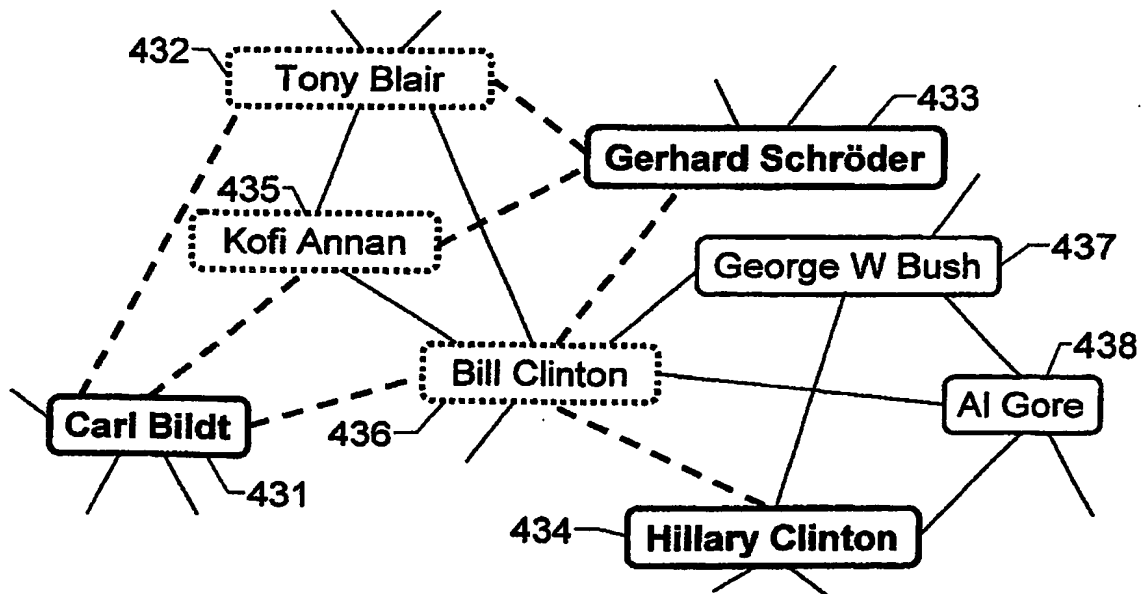 432
Tony Blair
433
Gerhard Schröder
435
Kofi Annan
George W Bush
437
Bill Clinton
438
Al Gore
Carl Bildt
436
431
434
Hillary Clinton